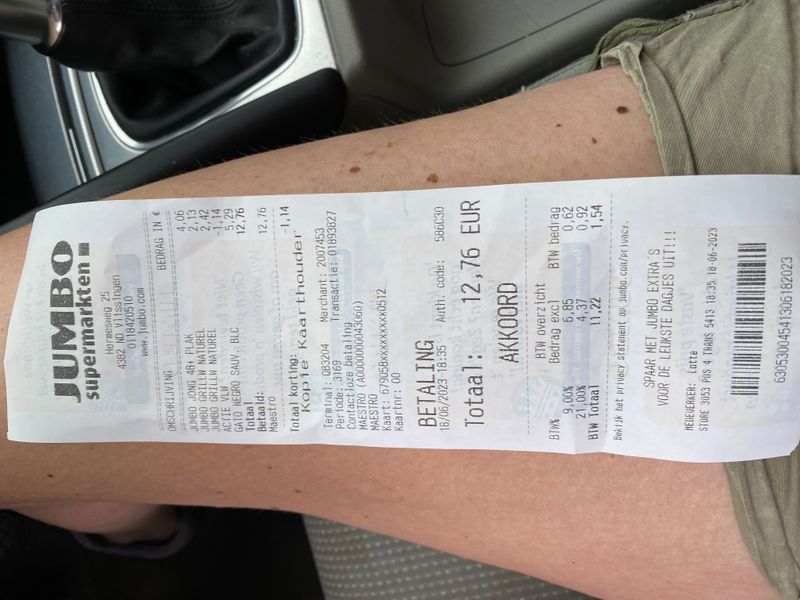 JUMBO
supermarkten
Hermesweg 25
4382 ND Vlissingen
0118420510
www.jumbo.com
OMSCHRIJVING BEDRAG IN €
JUMBO JONG 48+ PLAK 4,06
JUMBO GRILLW NATUREL 2,13
JUMBO GRILLW NATUREL 2,42
ACTIE VLEW -1,14
GATO NEGRO SAUV. BLC 5,29
Totaal 12,76
Betaald:
Maestro 12,76
Totaal korting: -1,14
Kopie Kaarthouder
Terminal: 0B3204 Merchant: 2007453
Periode: 3169 Transactie: 01893827
Contactloze betaling
MAESTRO (A0000000043060)
MAESTRO
Kaart: 679058xxxxxxxxx0512
Kaartnr: 00
BETALING
18/06/2023 18:35 Auth. code: 586C30
Totaal: 12,76 EUR
AKKOORD
BTW overzicht
BTW% Bedrag excl BTW bedrag
9,00% 6,85 0,62
21,00% 4,37 0,92
BTW Totaal 11,22 1,54
Bekijk het privacy statement op jumbo.com/privacy.
SPAAR MET JUMBO EXTRA'S
VOOR DE LEUKSTE DAGJES UIT!!!
MEDEWERKER: Lotte
STORE 3053 POS 4 TRANS 5413 18:35 18-06-2023
63053004541306182023